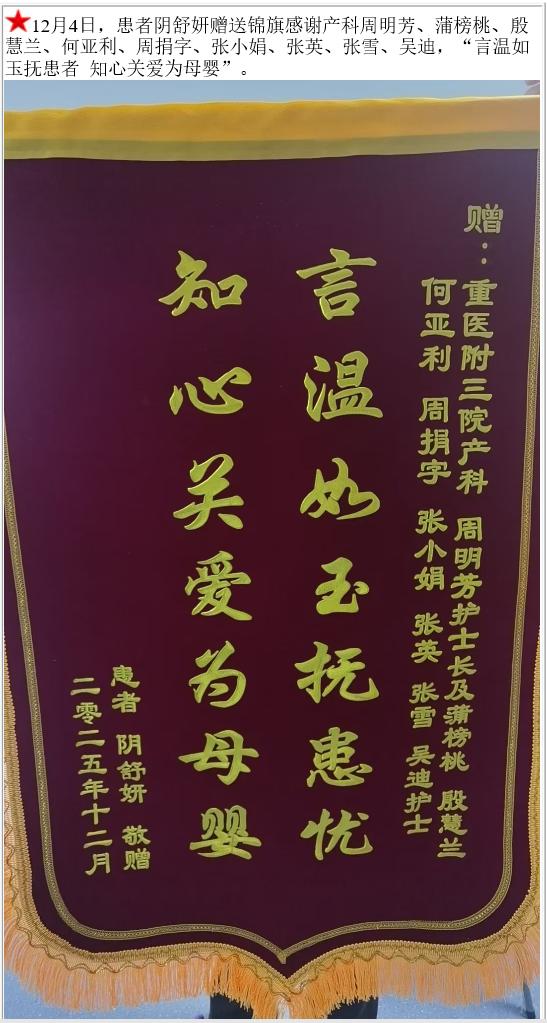 12月4日，患者阴舒妍赠送锦旗感谢产科周明芳、蒲榜桃、殷
慧兰、何亚利、周捐字、张小娟、张英、张雪、吴迪，“言温如
玉抚患者 知心关爱为母婴”。
赠：重医附三院产科 周明芳护士长及蒲榜桃 殷慧兰
何亚利 周捐字 张小娟 张英 张雪 吴迪护士
言温如玉抚患忧
知心关爱为母婴
患者 阴舒妍 敬赠
二零二五年十二月